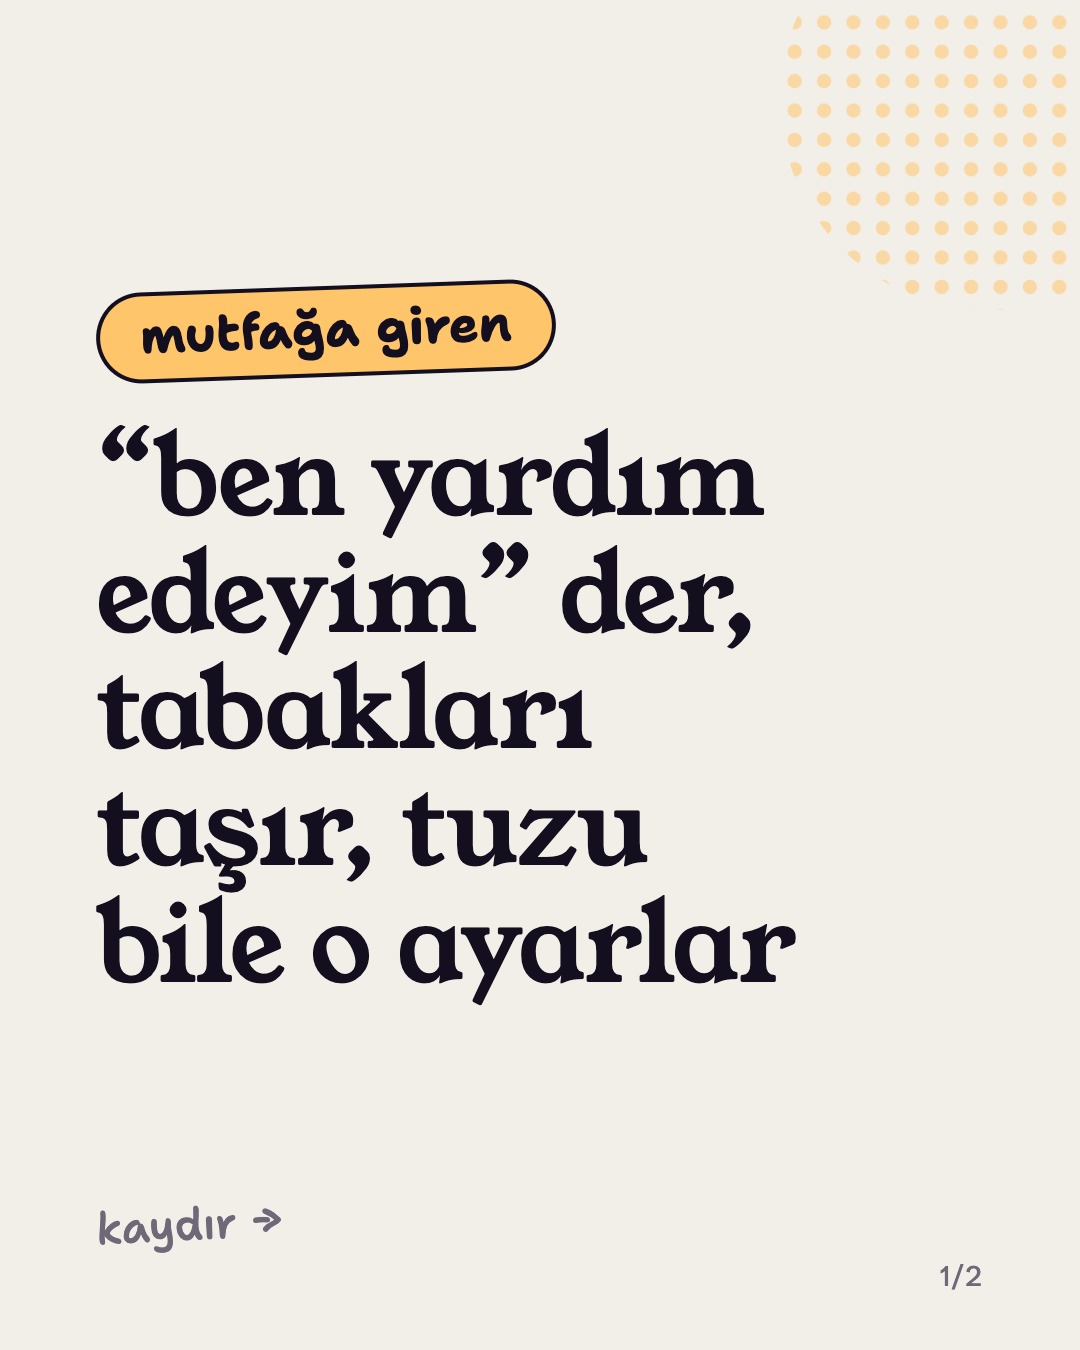 mutfağa giren
“ben yardım
edeyim” der,
tabakları
taşır, tuzu
bile o ayarlar
kaydır →
1/2